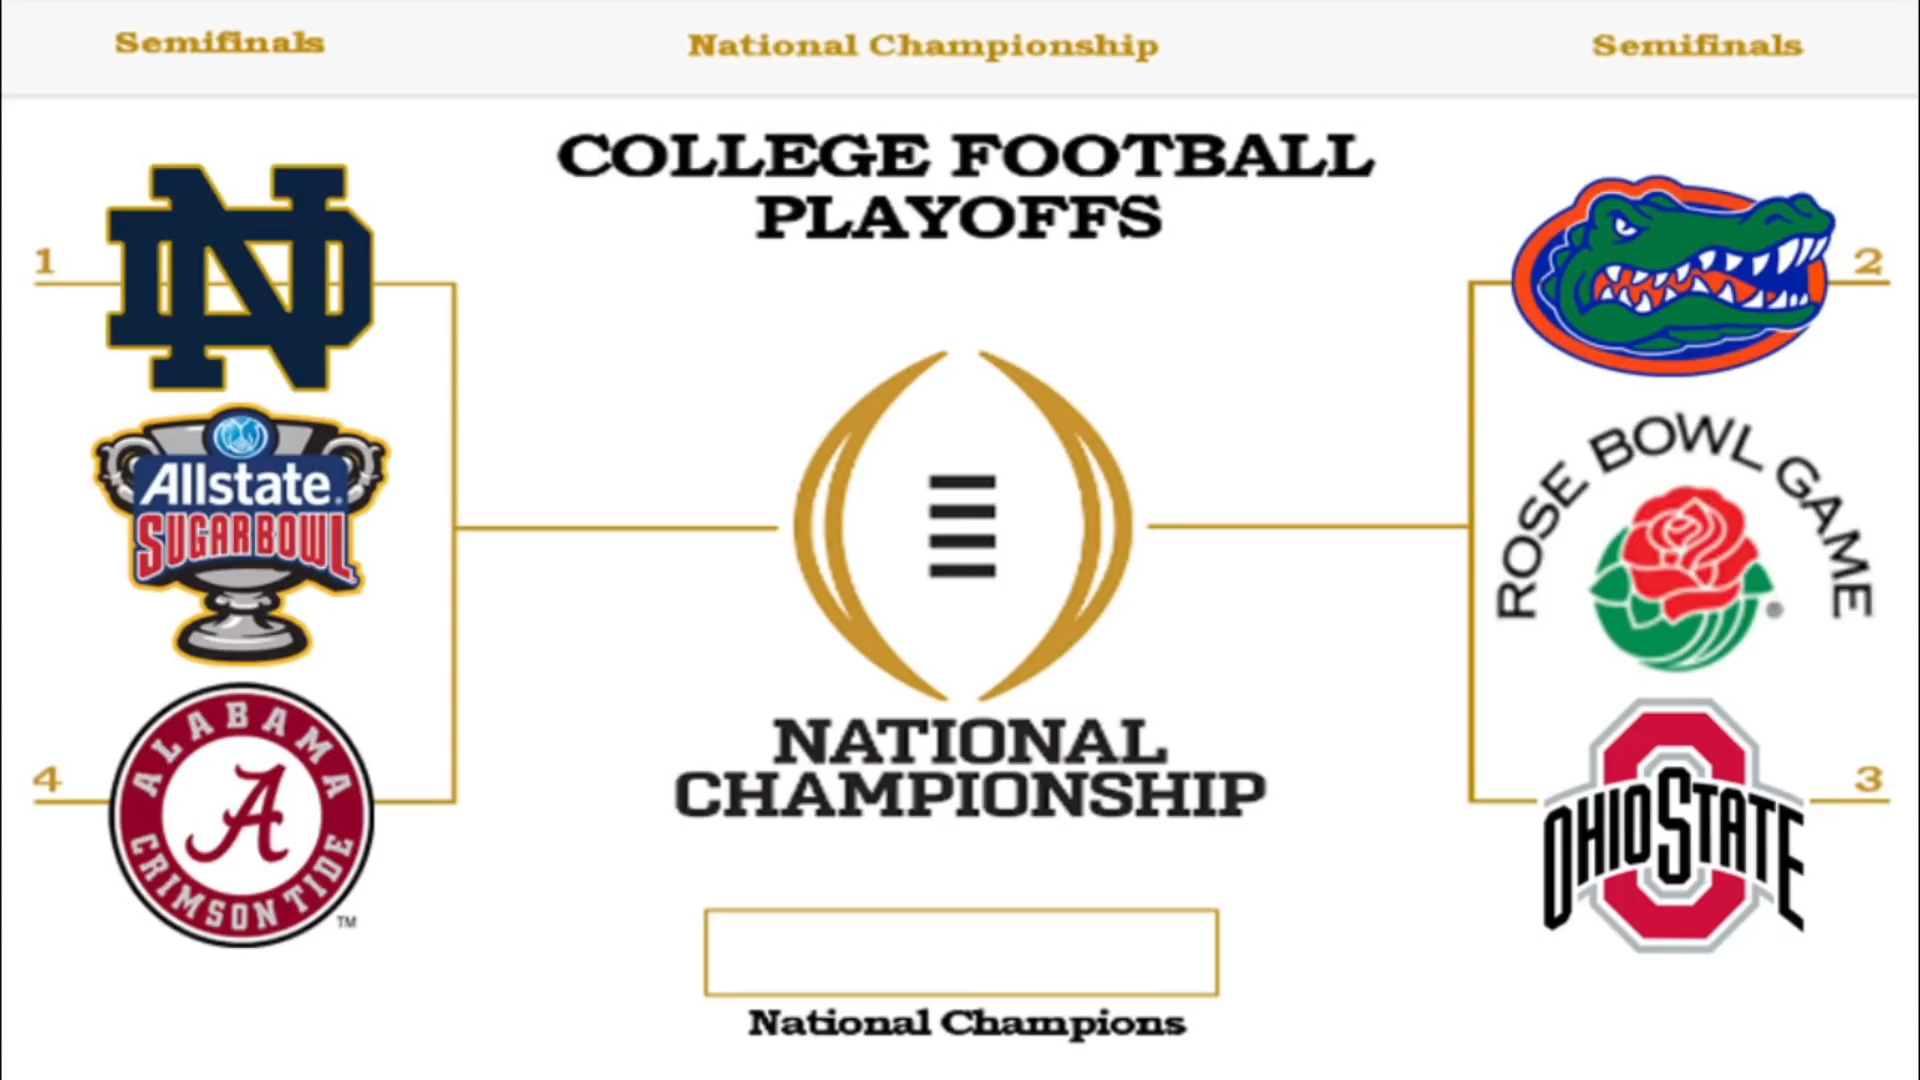 Semifinals
National Championship
Semifinals
COLLEGE FOOTBALL
PLAYOFFS
1
ND
2
Allstate.
SUGAR BOWL
ROSE BOWL GAME
®
4
ALABAMA
A
CRIMSON TIDE
TM
3
OHIO STATE
NATIONAL
CHAMPIONSHIP
National Champions